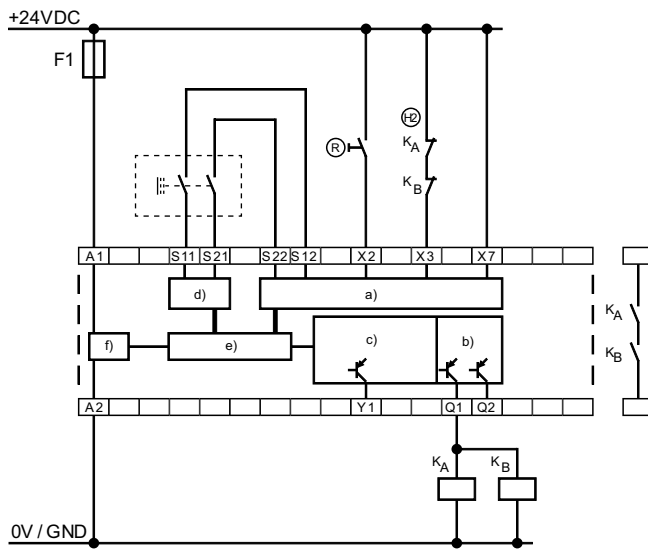 +24VDC
F1
H2
R
KA
KB
A1 S11 S21 S22 S12 X2 X3 X7
d) a)
KA
c) b)
f) e)
KB
A2 Y1 Q1 Q2
KA KB
0V / GND